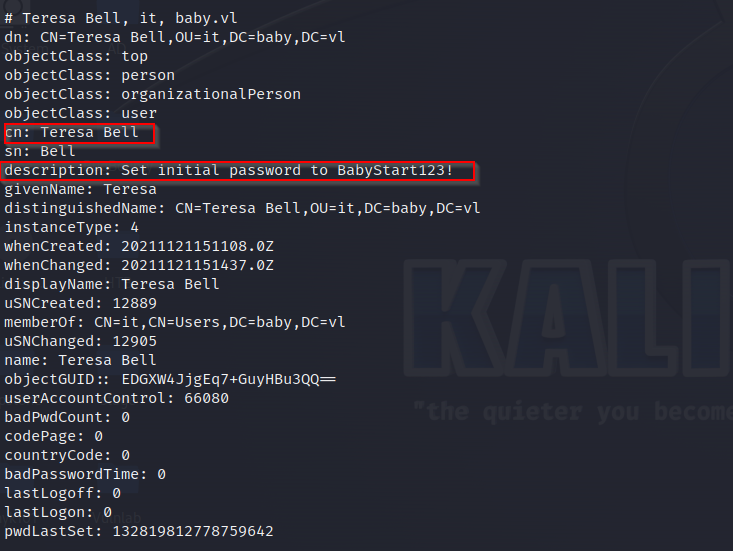 # Teresa Bell, it, baby.vl
dn: CN=Teresa Bell,OU=it,DC=baby,DC=vl
objectClass: top
objectClass: person
objectClass: organizationalPerson
objectClass: user
cn: Teresa Bell
sn: Bell
description: Set initial password to BabyStart123!
givenName: Teresa
distinguishedName: CN=Teresa Bell,OU=it,DC=baby,DC=vl
instanceType: 4
whenCreated: 20211121151108.0Z
whenChanged: 20211121151437.0Z
displayName: Teresa Bell
uSNCreated: 12889
memberOf: CN=it,CN=Users,DC=baby,DC=vl
uSNChanged: 12905
name: Teresa Bell
objectGUID:: EDGXW4JjgEq7+GuyHBu3QQ==
userAccountControl: 66080
badPwdCount: 0
codePage: 0
countryCode: 0
badPasswordTime: 0
lastLogoff: 0
lastLogon: 0
pwdLastSet: 132819812778759642
KALI
"the quieter you become